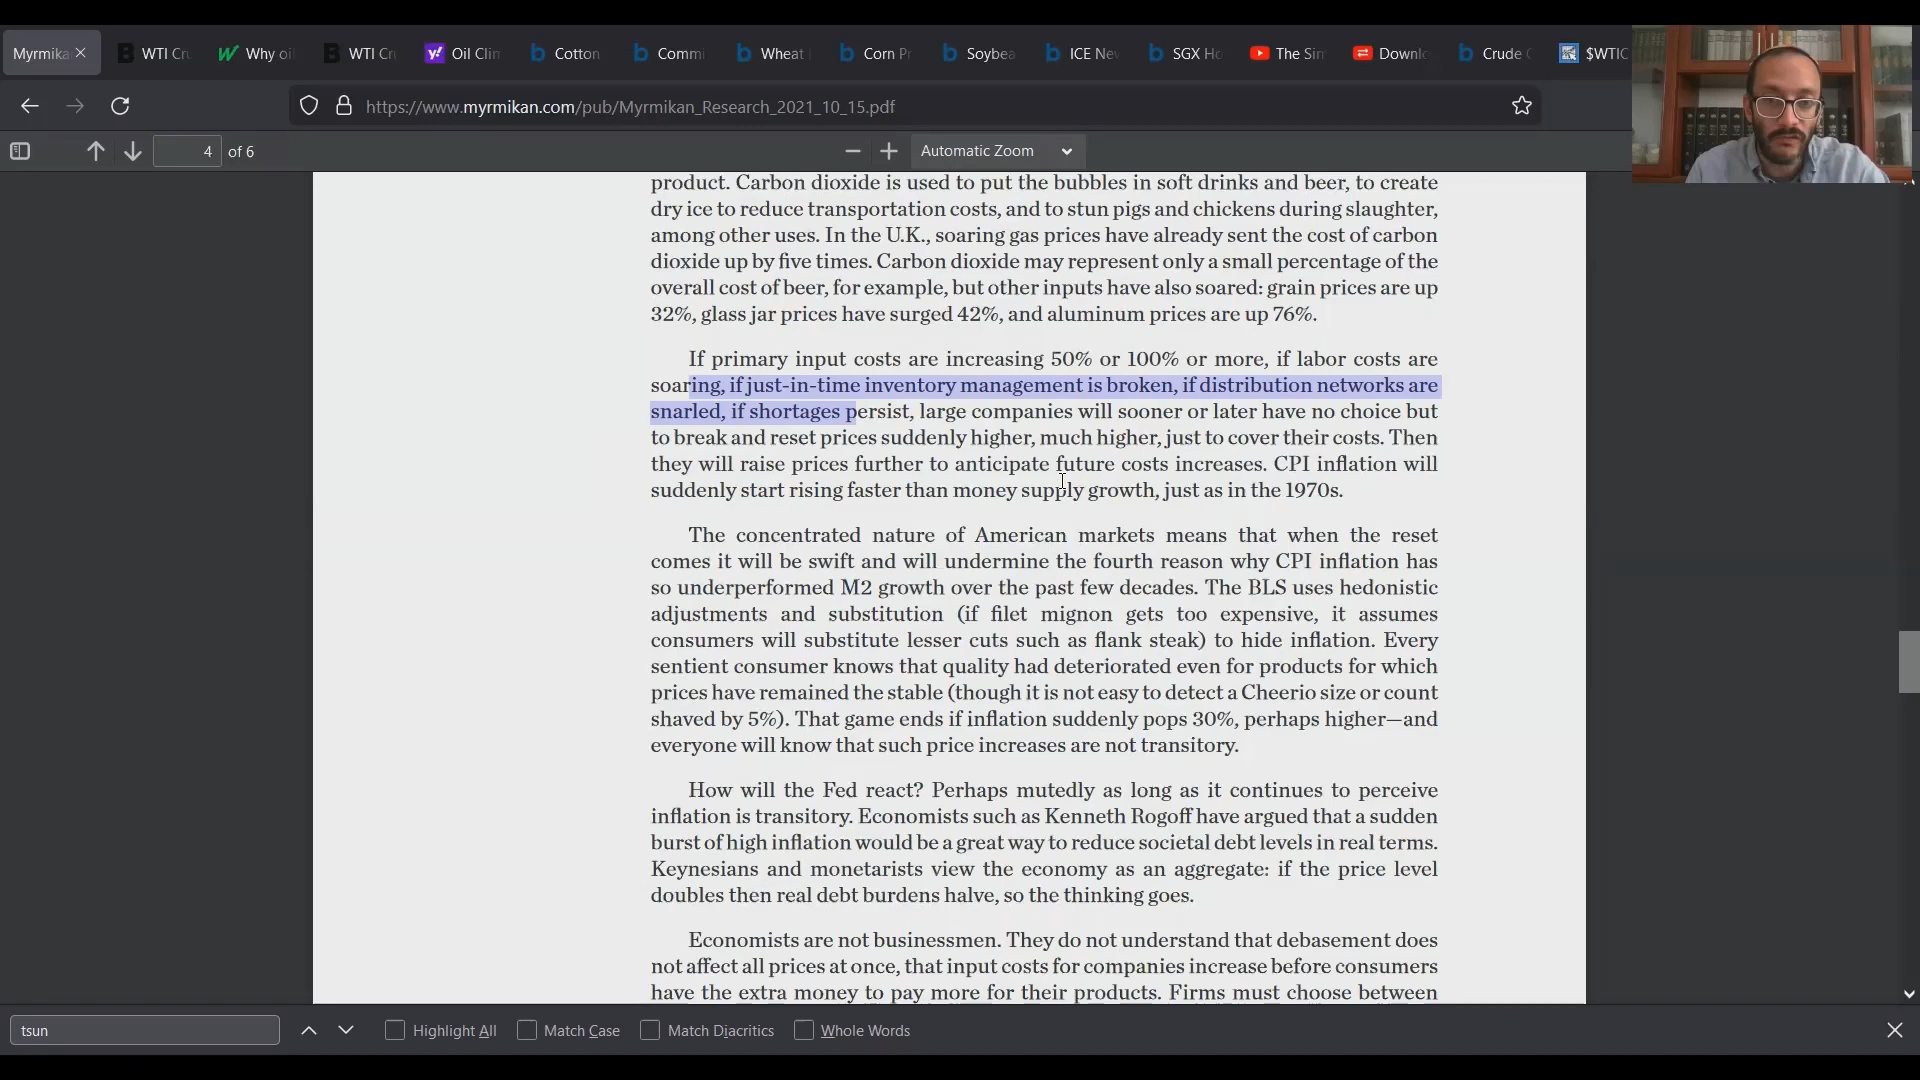 Myrmika
WTI Cru
Why oi
WTI Cr
Oil Clim
Cotton
Commi
Wheat
Corn Pr
Soybea
ICE New
SGX Ho
The Sim
Downl
Crude
$WTIC
https://www.myrmikan.com/pub/Myrmikan_Research_2021_10_15.pdf
4 of 6
Automatic Zoom
product. Carbon dioxide is used to put the bubbles in soft drinks and beer, to create
dry ice to reduce transportation costs, and to stun pigs and chickens during slaughter,
among other uses. In the U.K., soaring gas prices have already sent the cost of carbon
dioxide up by five times. Carbon dioxide may represent only a small percentage of the
overall cost of beer, for example, but other inputs have also soared: grain prices are up
32%, glass jar prices have surged 42%, and aluminum prices are up 76%.
If primary input costs are increasing 50% or 100% or more, if labor costs are
soaring, if just-in-time inventory management is broken, if distribution networks are
snarled, if shortages persist, large companies will sooner or later have no choice but
to break and reset prices suddenly higher, much higher, just to cover their costs. Then
they will raise prices further to anticipate future costs increases. CPI inflation will
suddenly start rising faster than money supply growth, just as in the 1970s.
The concentrated nature of American markets means that when the reset
comes it will be swift and will undermine the fourth reason why CPI inflation has
so underperformed M2 growth over the past few decades. The BLS uses hedonistic
adjustments and substitution (if filet mignon gets too expensive, it assumes
consumers will substitute lesser cuts such as flank steak) to hide inflation. Every
sentient consumer knows that quality had deteriorated even for products for which
prices have remained the stable (though it is not easy to detect a Cheerio size or count
shaved by 5%). That game ends if inflation suddenly pops 30%, perhaps higher—and
everyone will know that such price increases are not transitory.
How will the Fed react? Perhaps mutedly as long as it continues to perceive
inflation is transitory. Economists such as Kenneth Rogoff have argued that a sudden
burst of high inflation would be a great way to reduce societal debt levels in real terms.
Keynesians and monetarists view the economy as an aggregate: if the price level
doubles then real debt burdens halve, so the thinking goes.
Economists are not businessmen. They do not understand that debasement does
not affect all prices at once, that input costs for companies increase before consumers
have the extra money to pay more for their products. Firms must choose between
tsun
Highlight All
Match Case
Match Diacritics
Whole Words